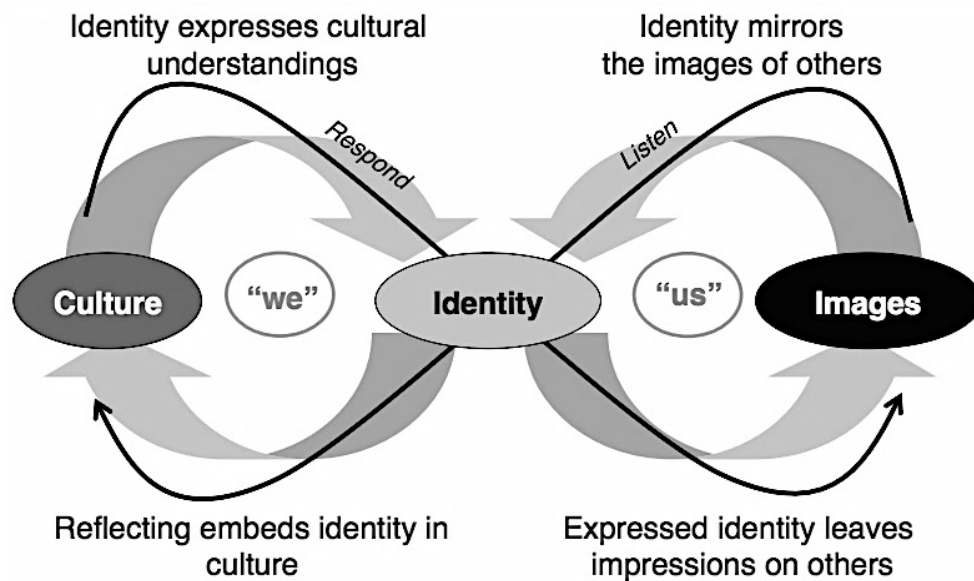 Identity expresses cultural
understandings
Identity mirrors
the images of others
Respond
Listen
Culture
“we”
Identity
“us”
Images
Reflecting embeds identity in
culture
Expressed identity leaves
impressions on others